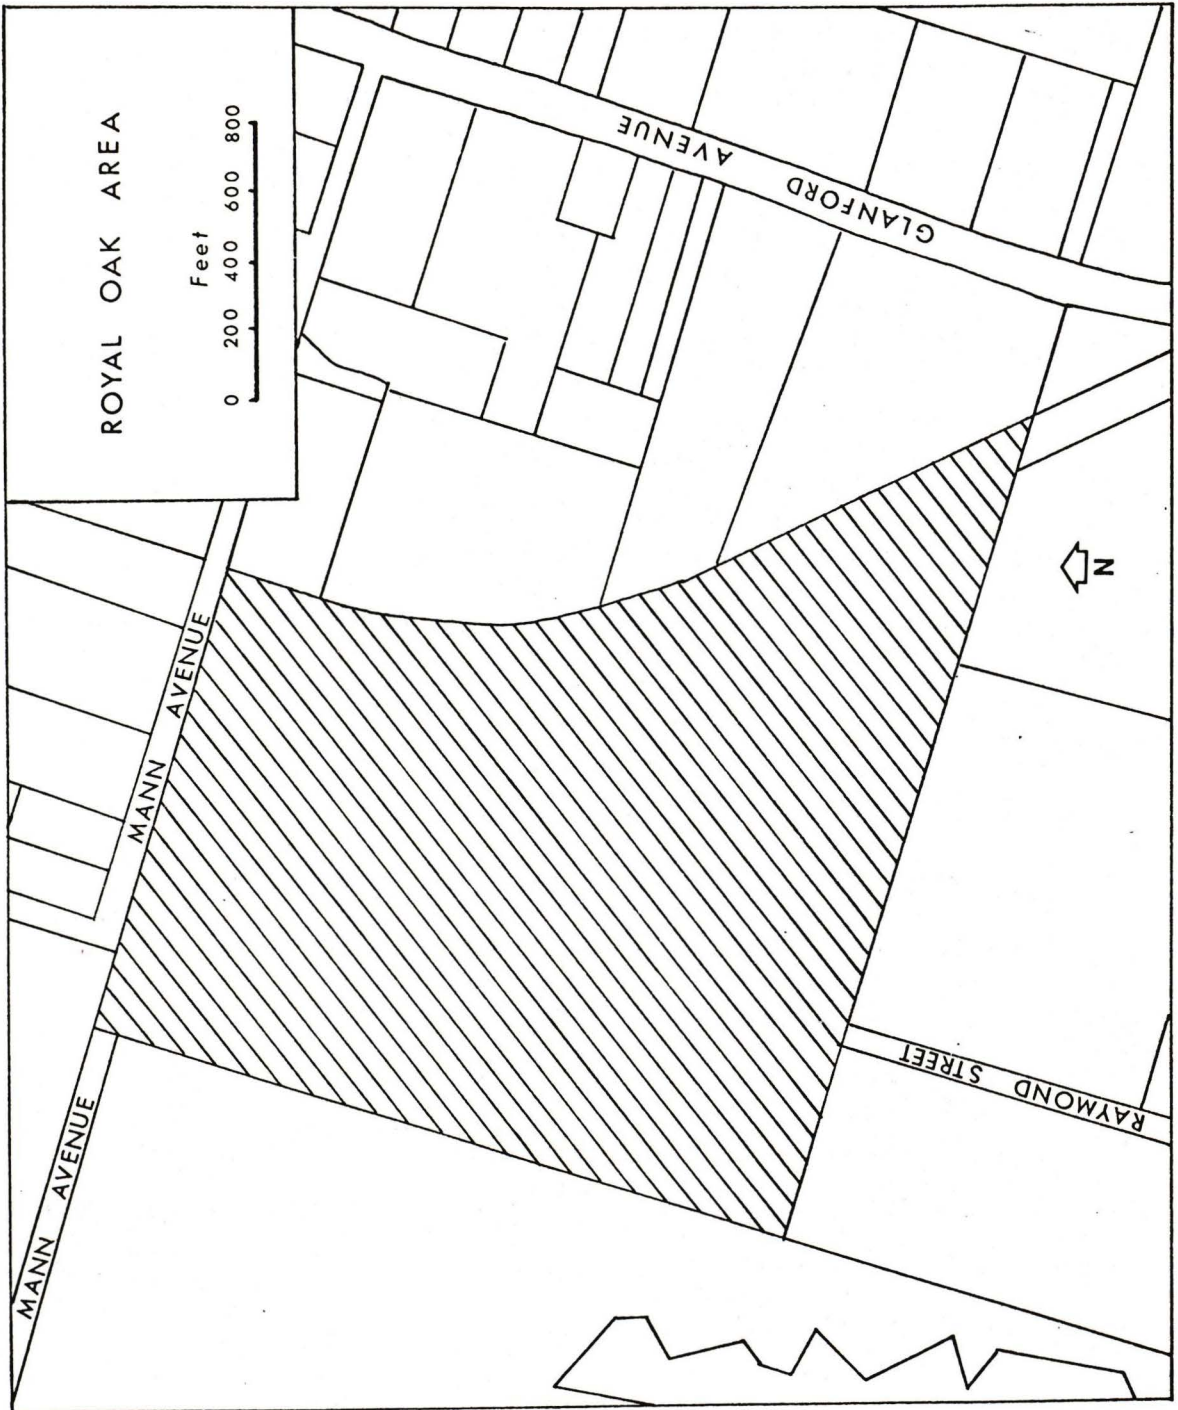 ROYAL OAK AREA
Feet
0 200 400 600 800
MANN AVENUE
MANN AVENUE
GLANFORD AVENUE
RAYMOND STREET
N